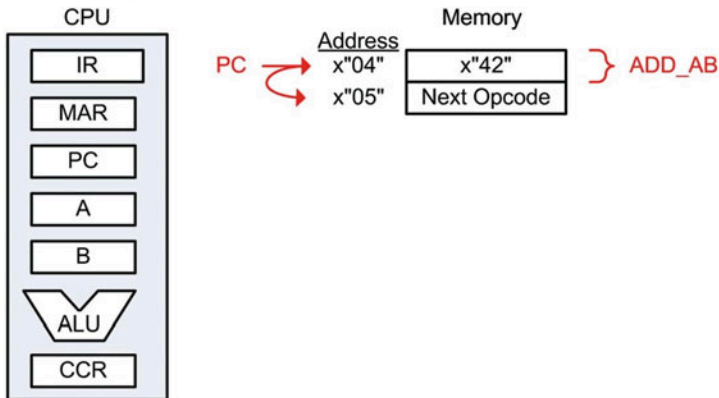 CPU
IR
MAR
PC
A
B
ALU
CCR
Memory
Address
PC x"04" x"42" ADD_AB
x"05" Next Opcode